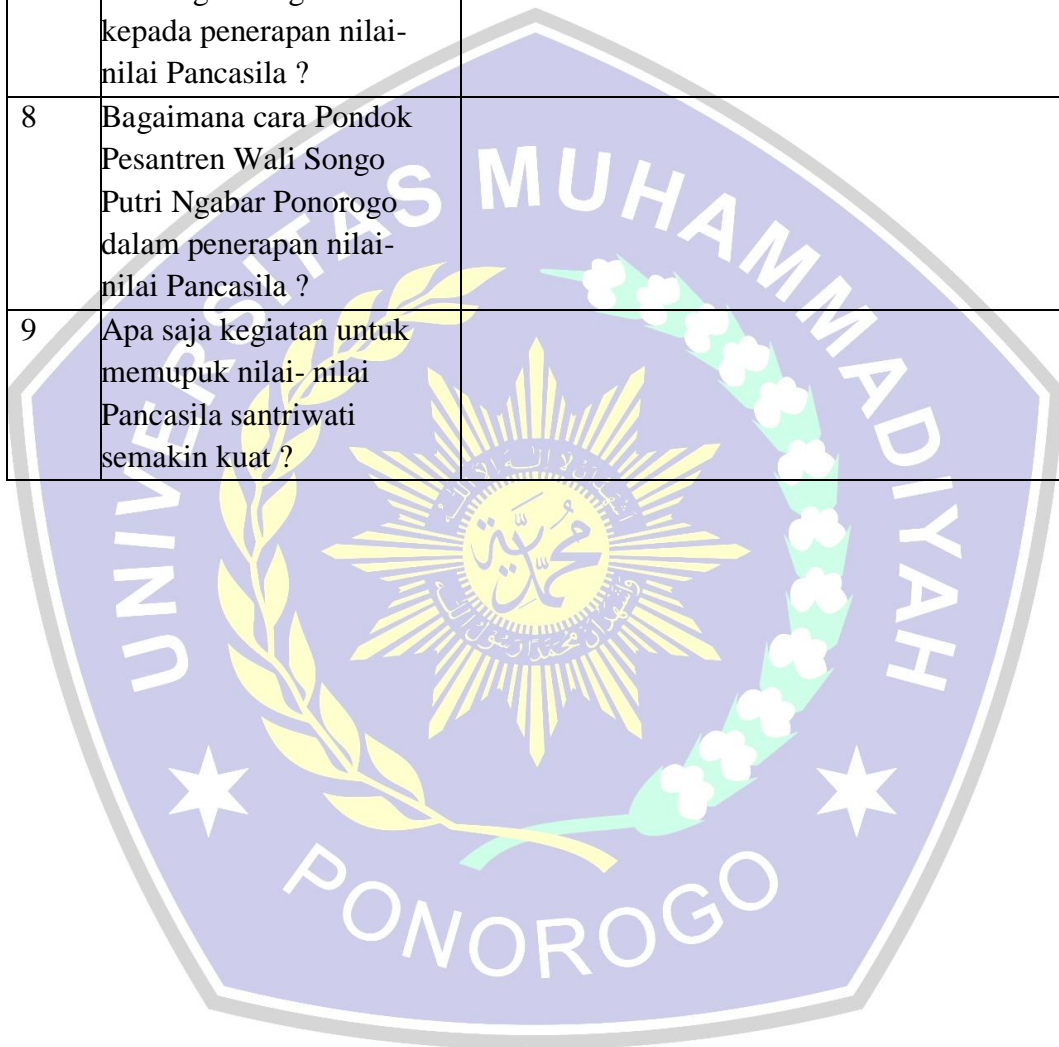 kepada penerapan nilai-
nilai Pancasila ?
8 Bagaimana cara Pondok
Pesantren Wali Songo
Putri Ngabar Ponorogo
dalam penerapan nilai-
nilai Pancasila ?
9 Apa saja kegiatan untuk
memupuk nilai- nilai
Pancasila santriwati
semakin kuat ?
UNIVERSITAS MUHAMMADIYAH
محمدية
PONOROGO